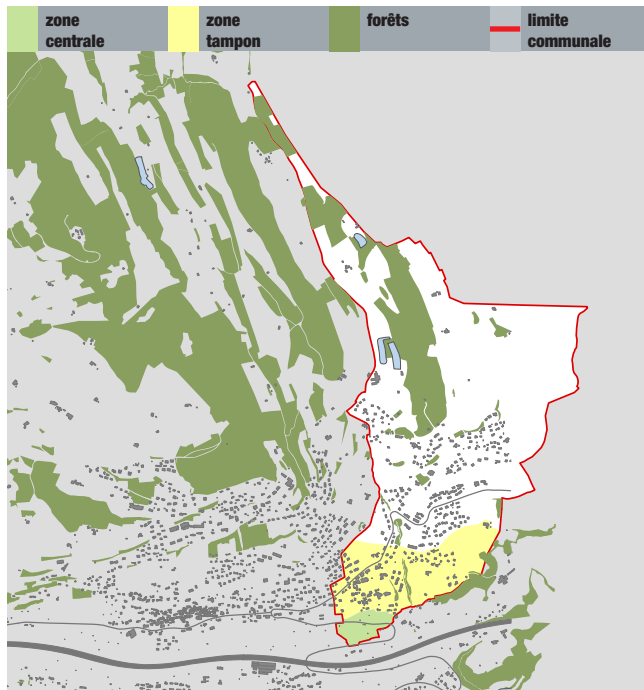 zone
centrale
zone
tampon
forêts
limite
communale